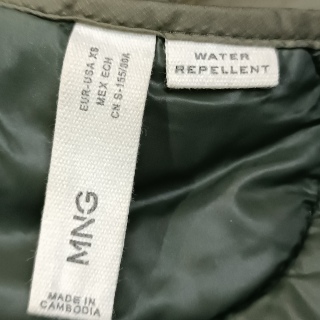 EUR-USA XS
MEX ECH
CN S-155/80A
MNG
MADE IN
CAMBODIA
WATER
REPELLENT